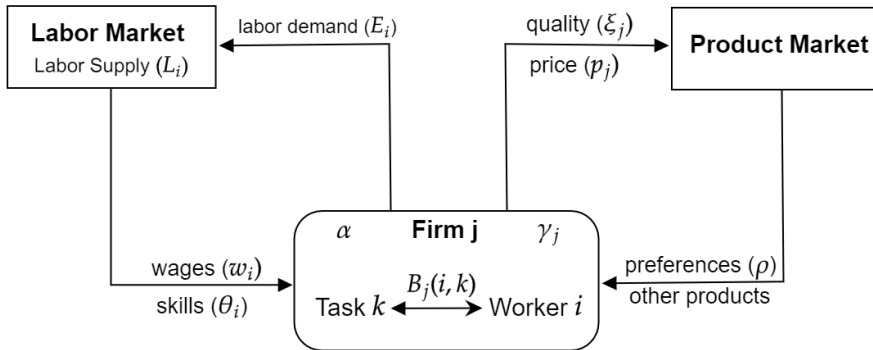 Labor Market
Labor Supply (Lᵢ)
labor demand (Eᵢ)
quality (ξⱼ)
price (pⱼ)
Product Market
α Firm j γⱼ
wages (wᵢ)
skills (θᵢ)
Bⱼ(i, k)
Task k Worker i
preferences (ρ)
other products